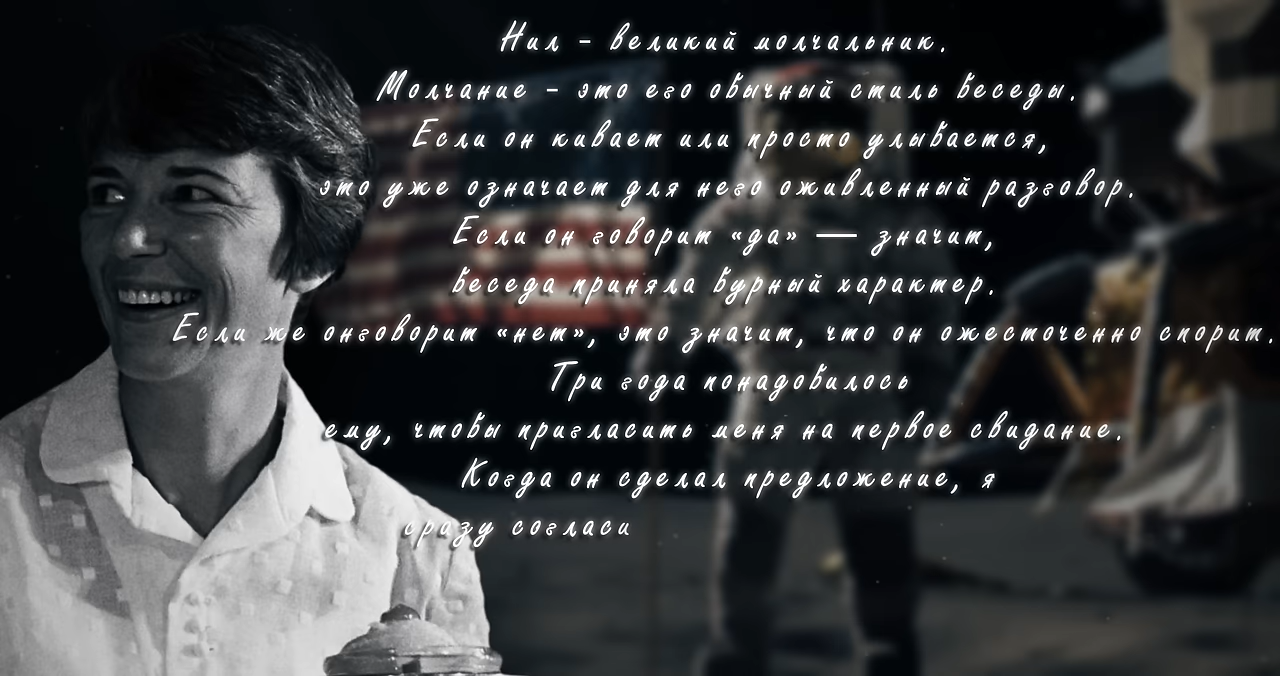 Нил - великий молчальник.
Молчание - это его обычный стиль беседы.
Если он кивает или просто улыбается,
это уже означает для него оживленный разговор.
Если он говорит «да» — значит,
беседа приняла бурный характер.
Если же онговорит «нет», это значит, что он ожесточенно спорит.
Три года понадобилось
ему, чтобы пригласить меня на первое свидание.
Когда он сделал предложение, я
сразу согласи